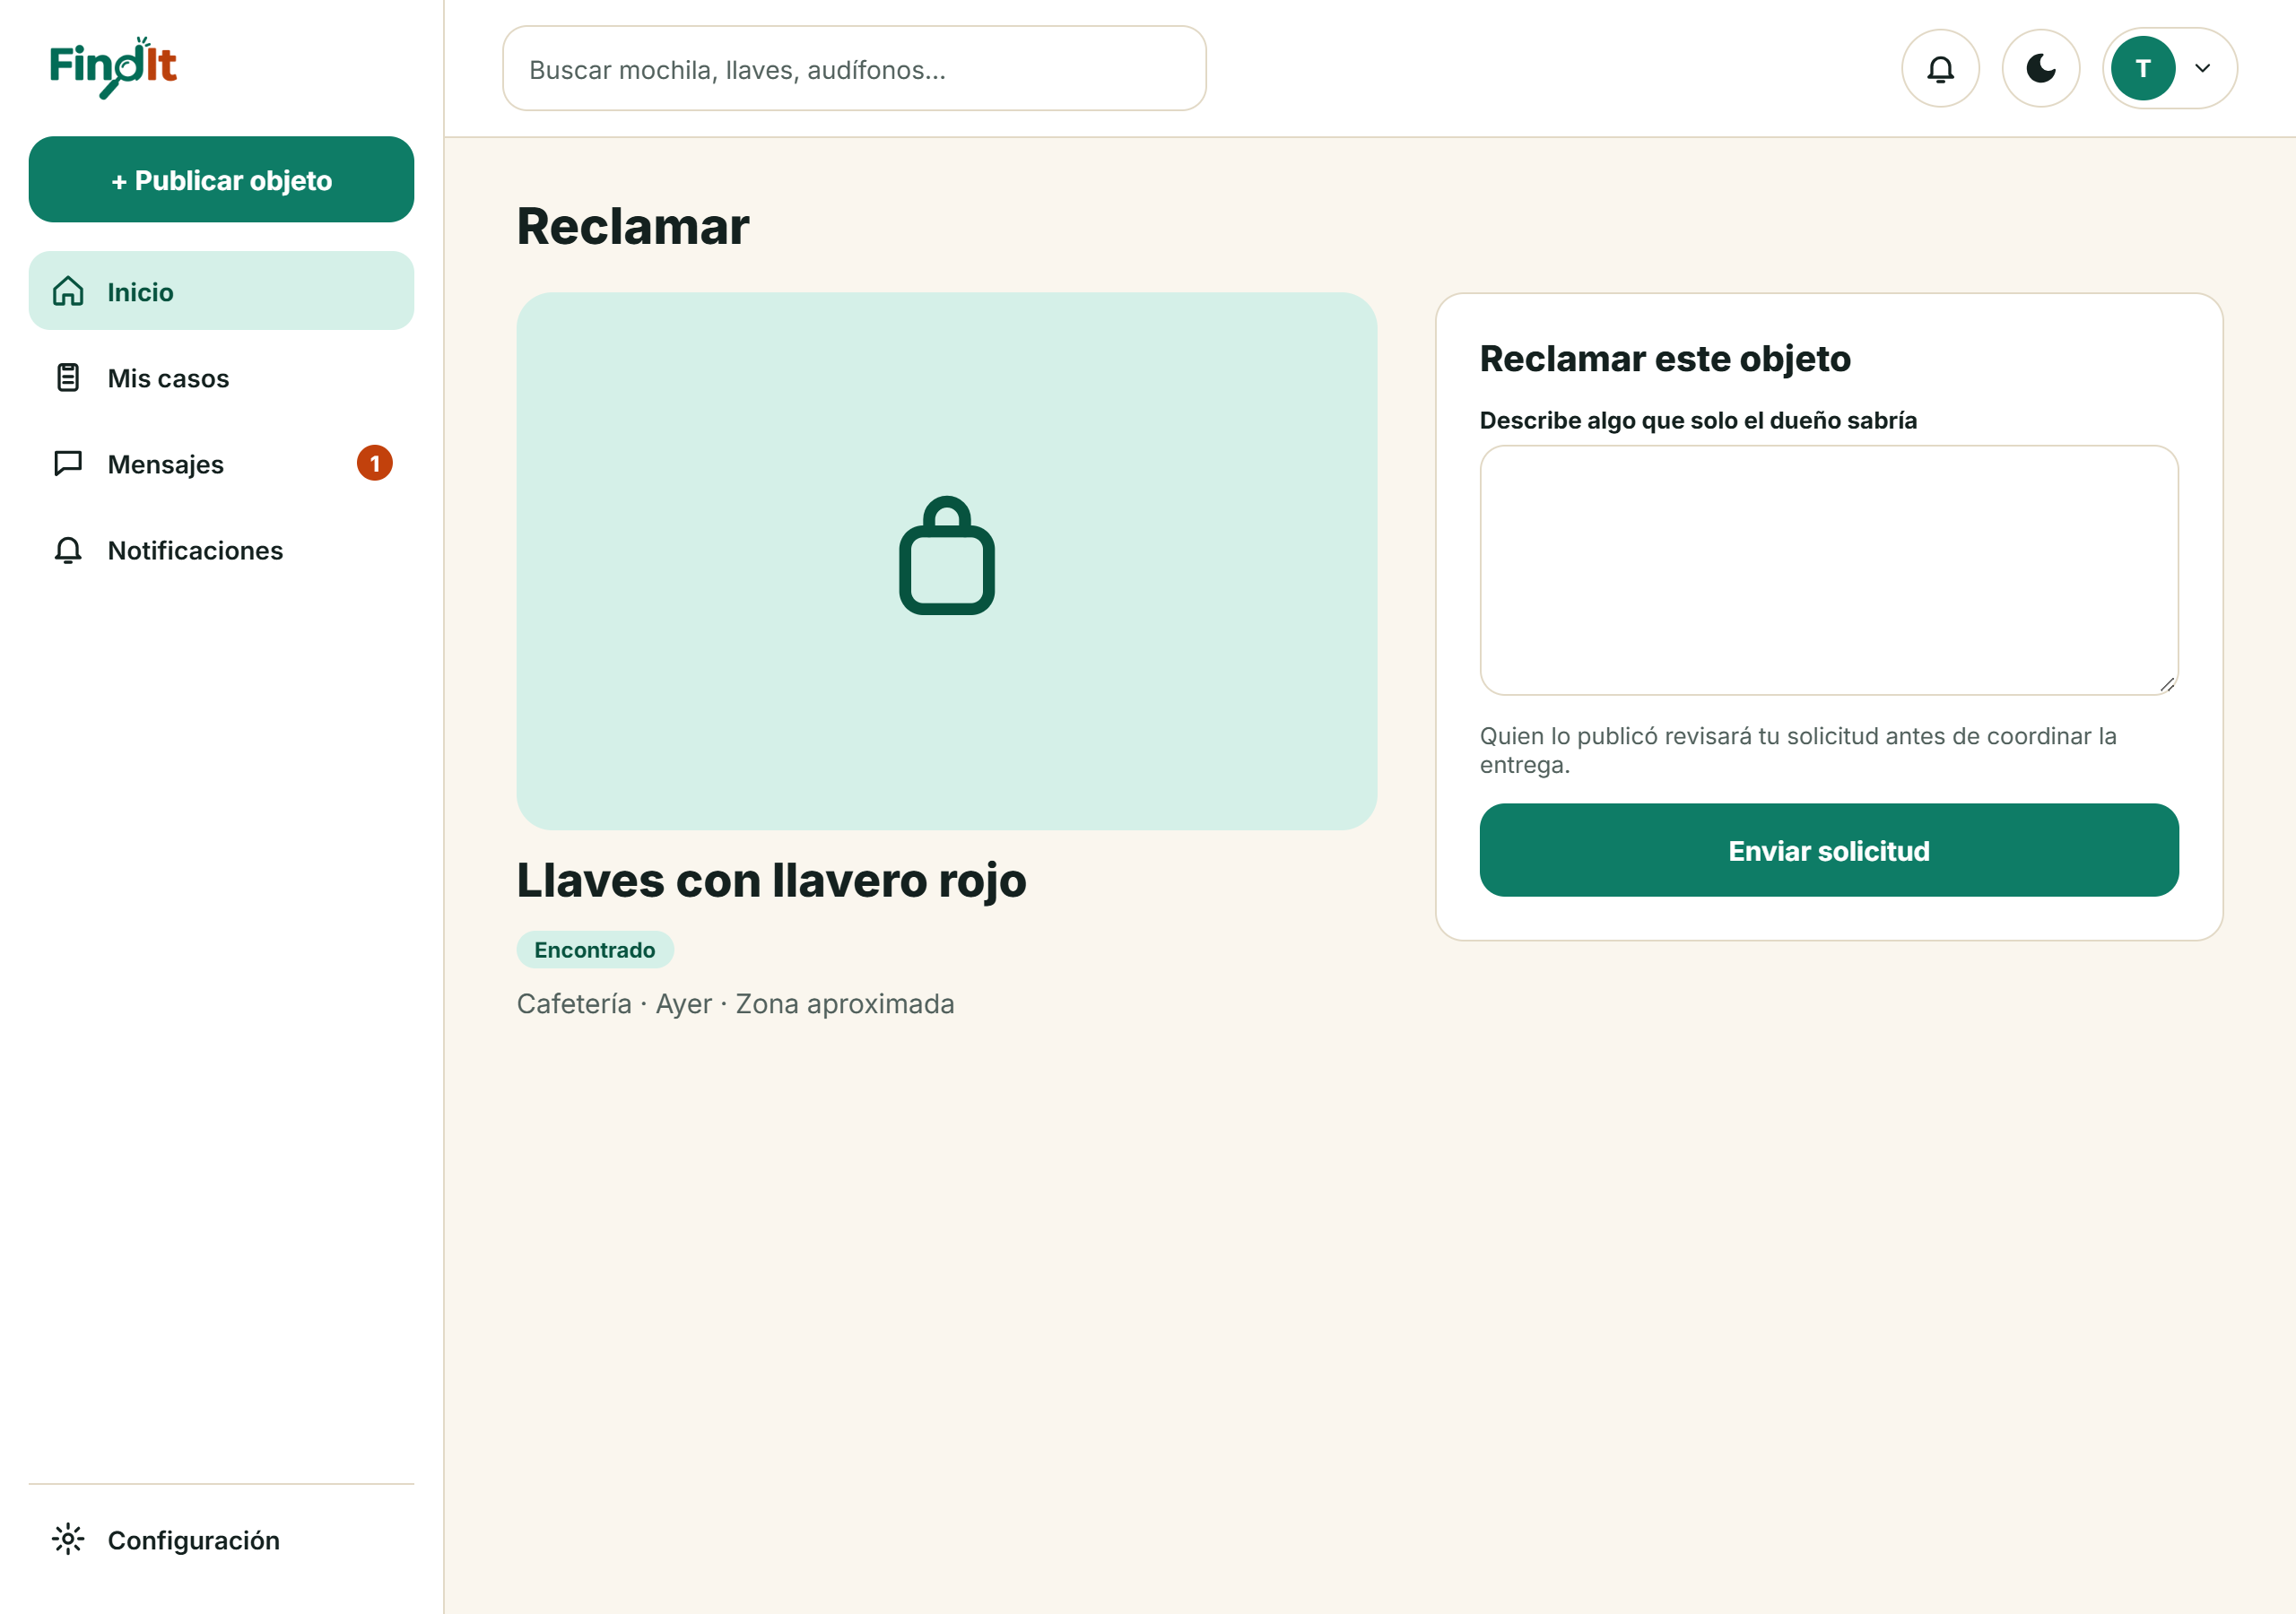 FindIt
+ Publicar objeto
Inicio
Mis casos
Mensajes
1
Notificaciones
Configuración
Buscar mochila, llaves, audífonos...
T
Reclamar
Llaves con llavero rojo
Encontrado
Cafetería · Ayer · Zona aproximada
Reclamar este objeto
Describe algo que solo el dueño sabría
Quien lo publicó revisará tu solicitud antes de coordinar la
entrega.
Enviar solicitud